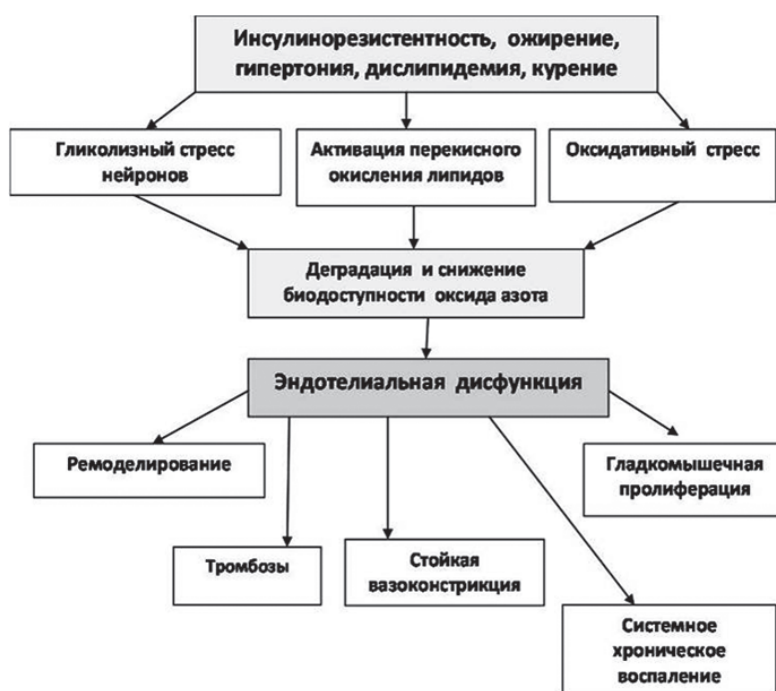 Инсулинорезистентность, ожирение,
гипертония, дислипидемия, курение
Гликолизный стресс
нейронов
Активация перекисного
окисления липидов
Оксидативный стресс
Деградация и снижение
биодоступности оксида азота
Эндотелиальная дисфункция
Ремоделирование
Гладкомышечная
пролиферация
Тромбозы
Стойкая
вазоконстрикция
Системное
хроническое
воспаление